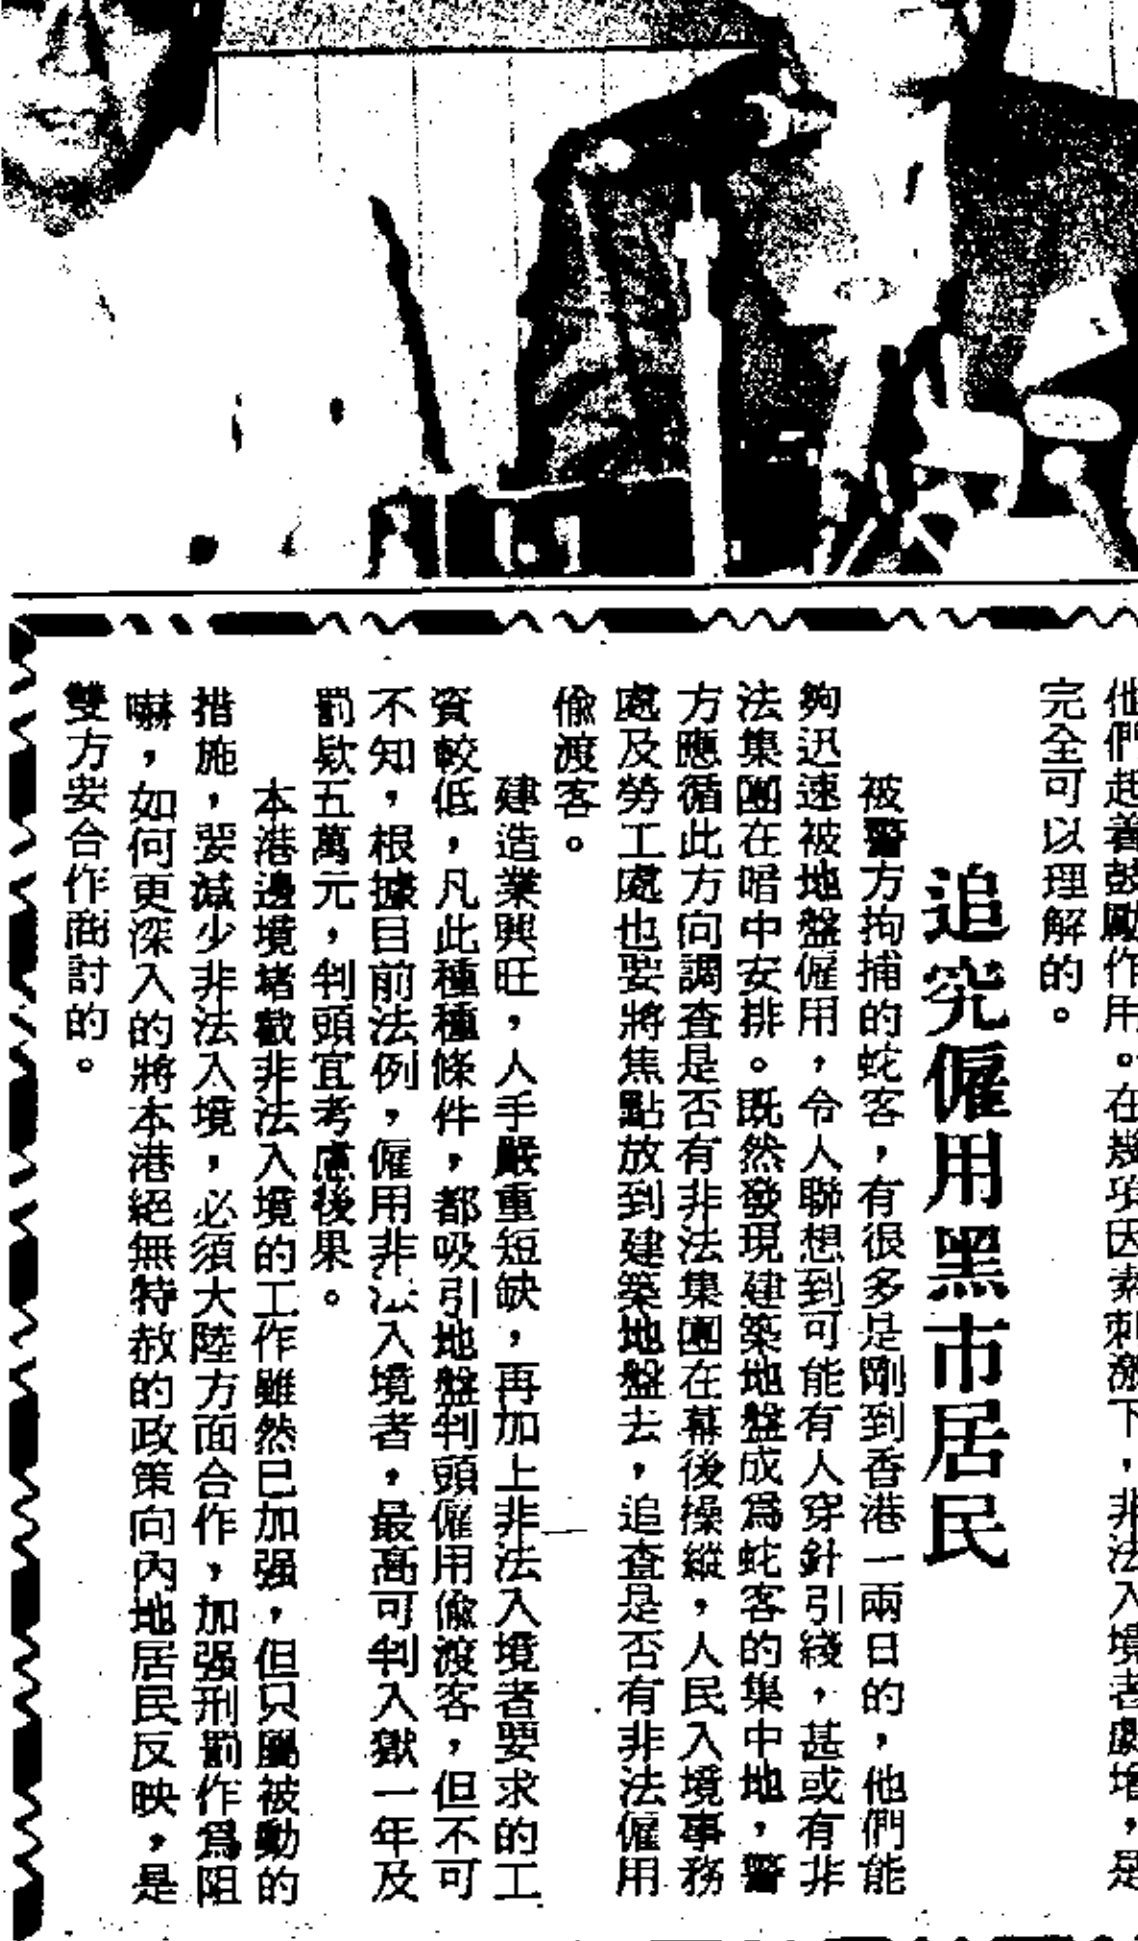 他們起着鼓勵作用。在幾項因素刺激下，非法入境者劇增，是
完全可以理解的。
追究僱用黑市居民
被警方拘捕的蛇客，有很多是剛到香港一兩日的，他們能
夠迅速被地盤僱用，令人聯想到可能有人穿針引綫，甚或有非
法集團在暗中安排。既然發現建築地盤成爲蛇客的集中地，警
方應循此方向調查是否有非法集團在幕後操縱，人民入境事務
處及勞工處也要將焦點放到建築地盤去，追查是否有非法僱用
偷渡客。
建造業興旺，人手嚴重短缺，再加上非法入境者要求的工
資較低，凡此種種條件，都吸引地盤判頭僱用偷渡客，但不可
不知，根據目前法例，僱用非法入境者，最高可判入獄一年及
罰欵五萬元，判頭宜考慮後果。
本港邊境堵截非法入境的工作雖然已加强，但只屬被動的
措施，要減少非法入境，必須大陸方面合作，加强刑罰作爲阻
嚇，如何更深入的將本港絕無特赦的政策向內地居民反映，是
雙方要合作商討的。